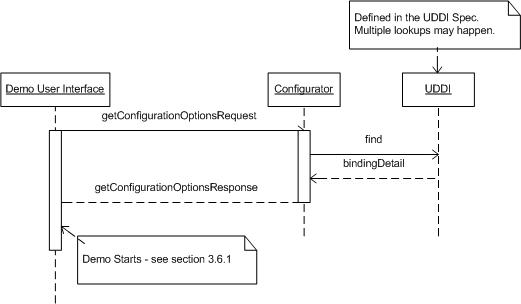 Defined in the UDDI Spec.
Multiple lookups may happen.
Demo User Interface
Configurator
UDDI
getConfigurationOptionsRequest
find
bindingDetail
getConfigurationOptionsResponse
Demo Starts - see section 3.6.1